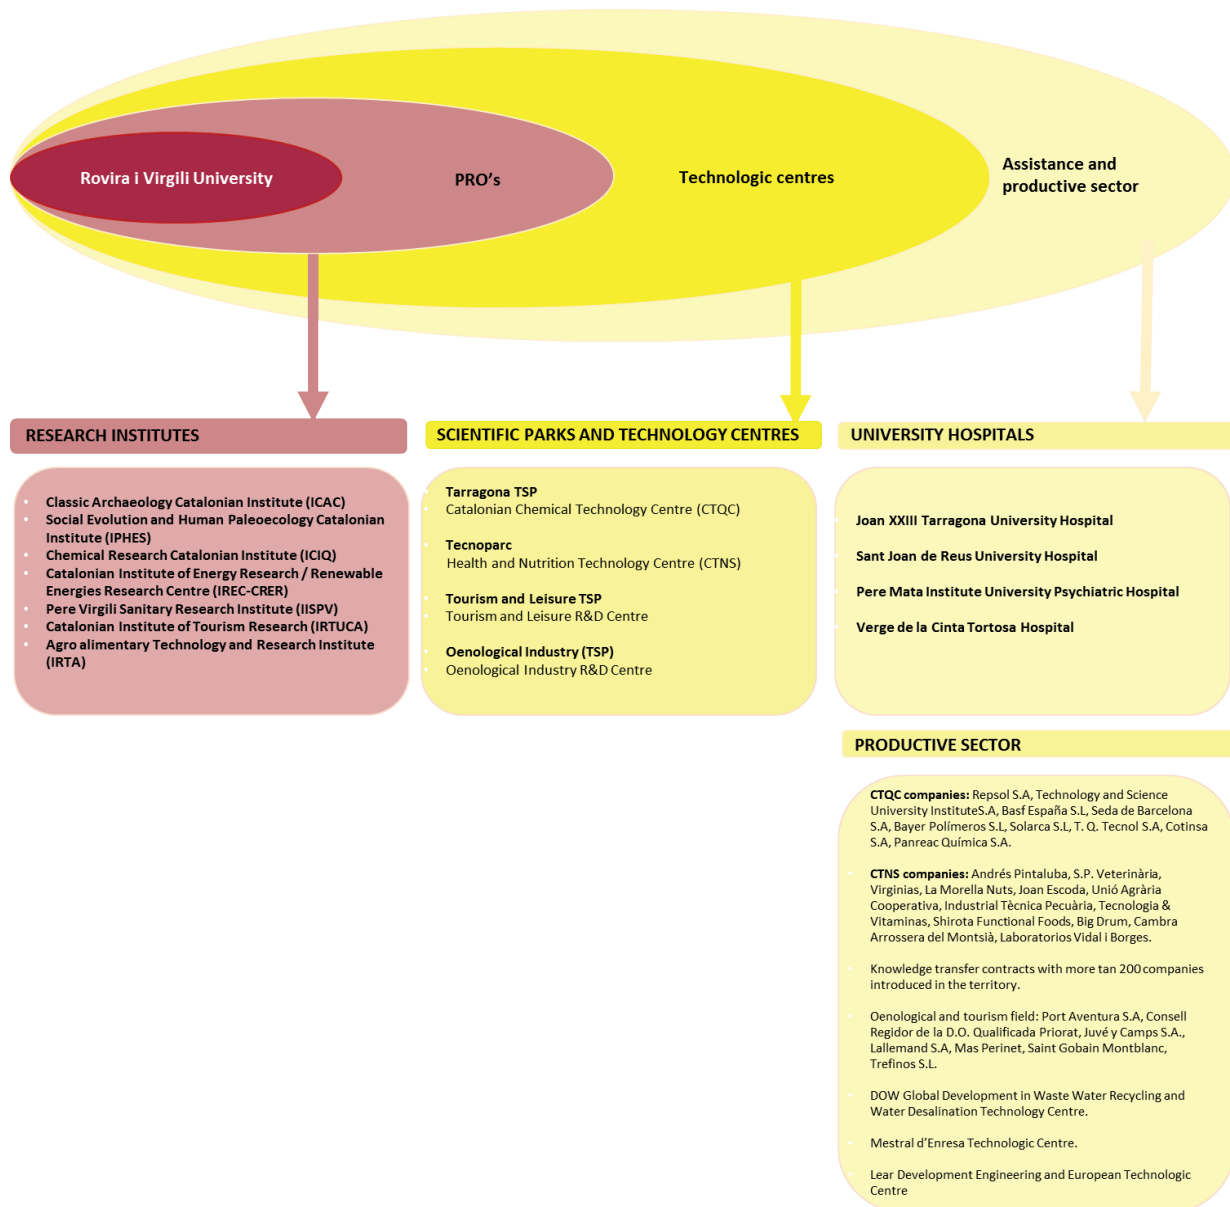 Rovira i Virgili University
PRO's
Technologic centres
Assistance and
productive sector
RESEARCH INSTITUTES
Classic Archaeology Catalonian Institute (ICAC)
Social Evolution and Human Paleoecology Catalonian
Institute (IPHES)
Chemical Research Catalonian Institute (ICIQ)
Catalonian Institute of Energy Research / Renewable
Energies Research Centre (IREC-CRER)
Pere Virgili Sanitary Research Institute (IISPV)
Catalonian Institute of Tourism Research (IRTUCA)
Agro alimentary Technology and Research Institute
(IRTA)
SCIENTIFIC PARKS AND TECHNOLOGY CENTRES
Tarragona TSP
Catalonian Chemical Technology Centre (CTQC)
Tecnoparc
Health and Nutrition Technology Centre (CTNS)
Tourism and Leisure TSP
Tourism and Leisure R&D Centre
Oenological Industry (TSP)
Oenological Industry R&D Centre
UNIVERSITY HOSPITALS
Joan XXIII Tarragona University Hospital
Sant Joan de Reus University Hospital
Pere Mata Institute University Psychiatric Hospital
Verge de la Cinta Tortosa Hospital
PRODUCTIVE SECTOR
CTQC companies: Repsol S.A, Technology and Science
University InstituteS.A, Basf España S.L, Seda de Barcelona
S.A, Bayer Polímeros S.L, Solarca S.L, T. Q. Tecnol S.A, Cotinsa
S.A, Panreac Química S.A.
CTNS companies: Andrés Pintaluba, S.P. Veterinària,
Virginias, La Morella Nuts, Joan Escoda, Unió Agrària
Cooperativa, Industrial Tècnica Pecuària, Tecnologia &
Vitaminas, Shirota Functional Foods, Big Drum, Cambra
Arrossera del Montsià, Laboratorios Vidal i Borges.
Knowledge transfer contracts with more tan 200 companies
introduced in the territory.
Oenological and tourism field: Port Aventura S.A, Consell
Regidor de la D.O. Qualificada Priorat, Juvé y Camps S.A.,
Lallemand S.A, Mas Perinet, Saint Gobain Montblanc,
Trefinos S.L.
DOW Global Development in Waste Water Recycling and
Water Desalination Technology Centre.
Mestral d'Enresa Technologic Centre.
Lear Development Engineering and European Technologic
Centre